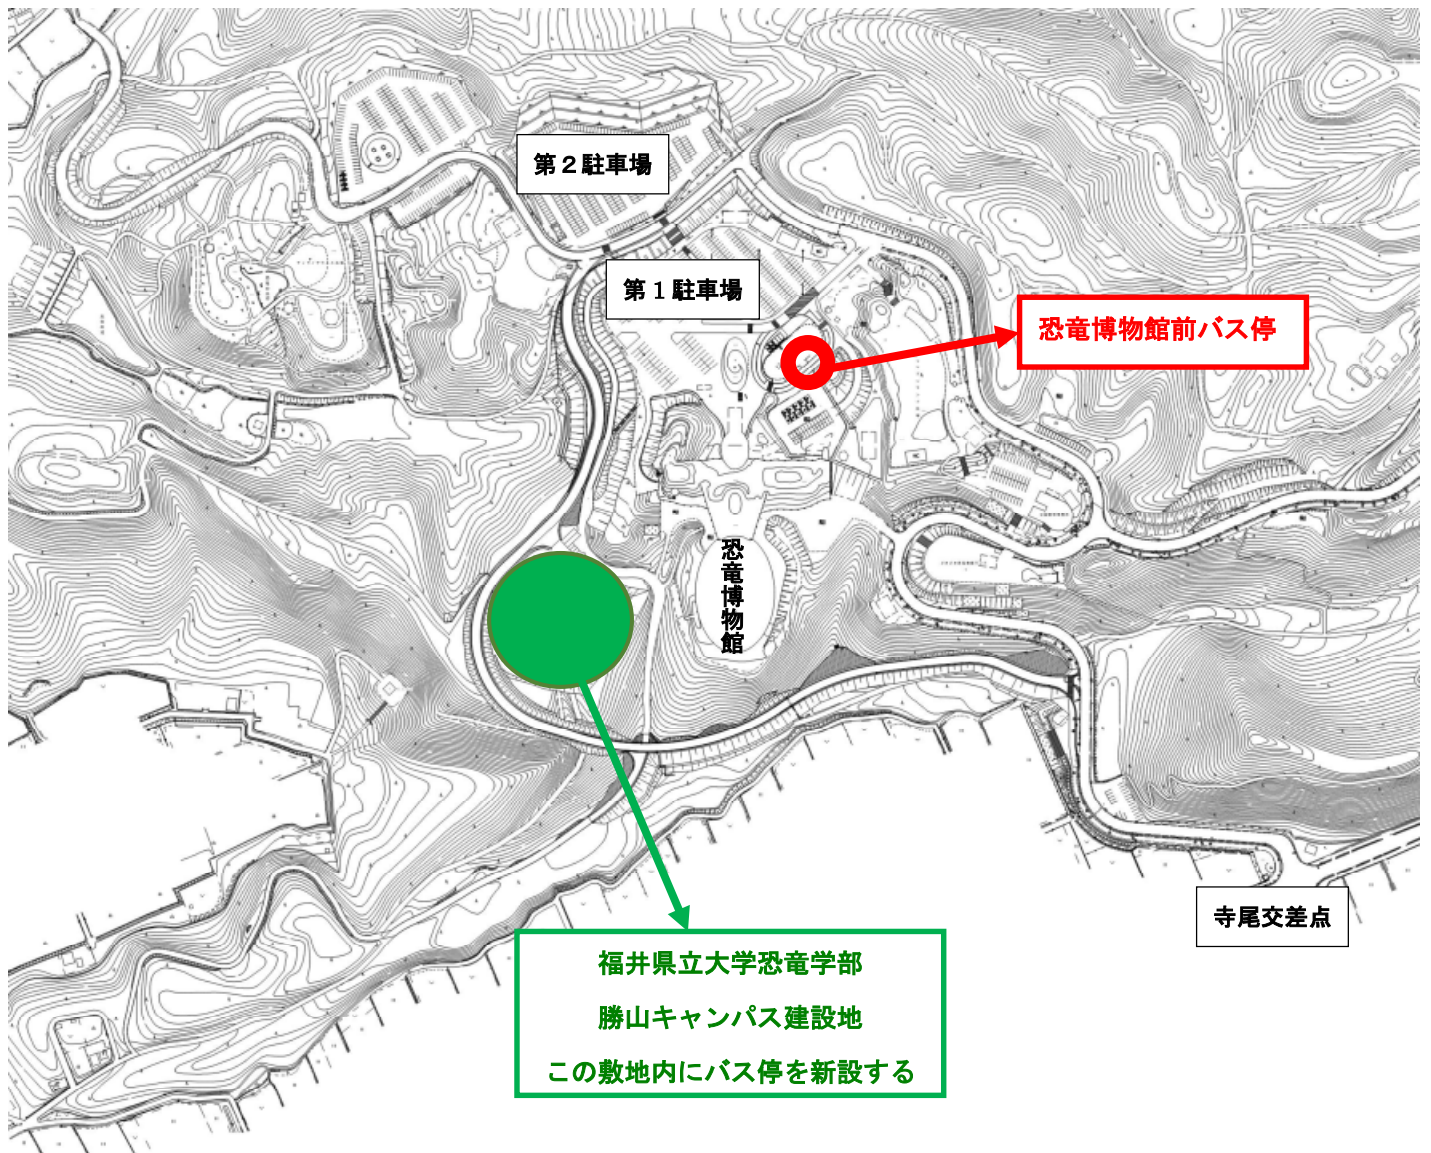 第２駐車場
第１駐車場
恐竜博物館前バス停
恐竜博物館
寺尾交差点
福井県立大学恐竜学部
勝山キャンパス建設地
この敷地内にバス停を新設する